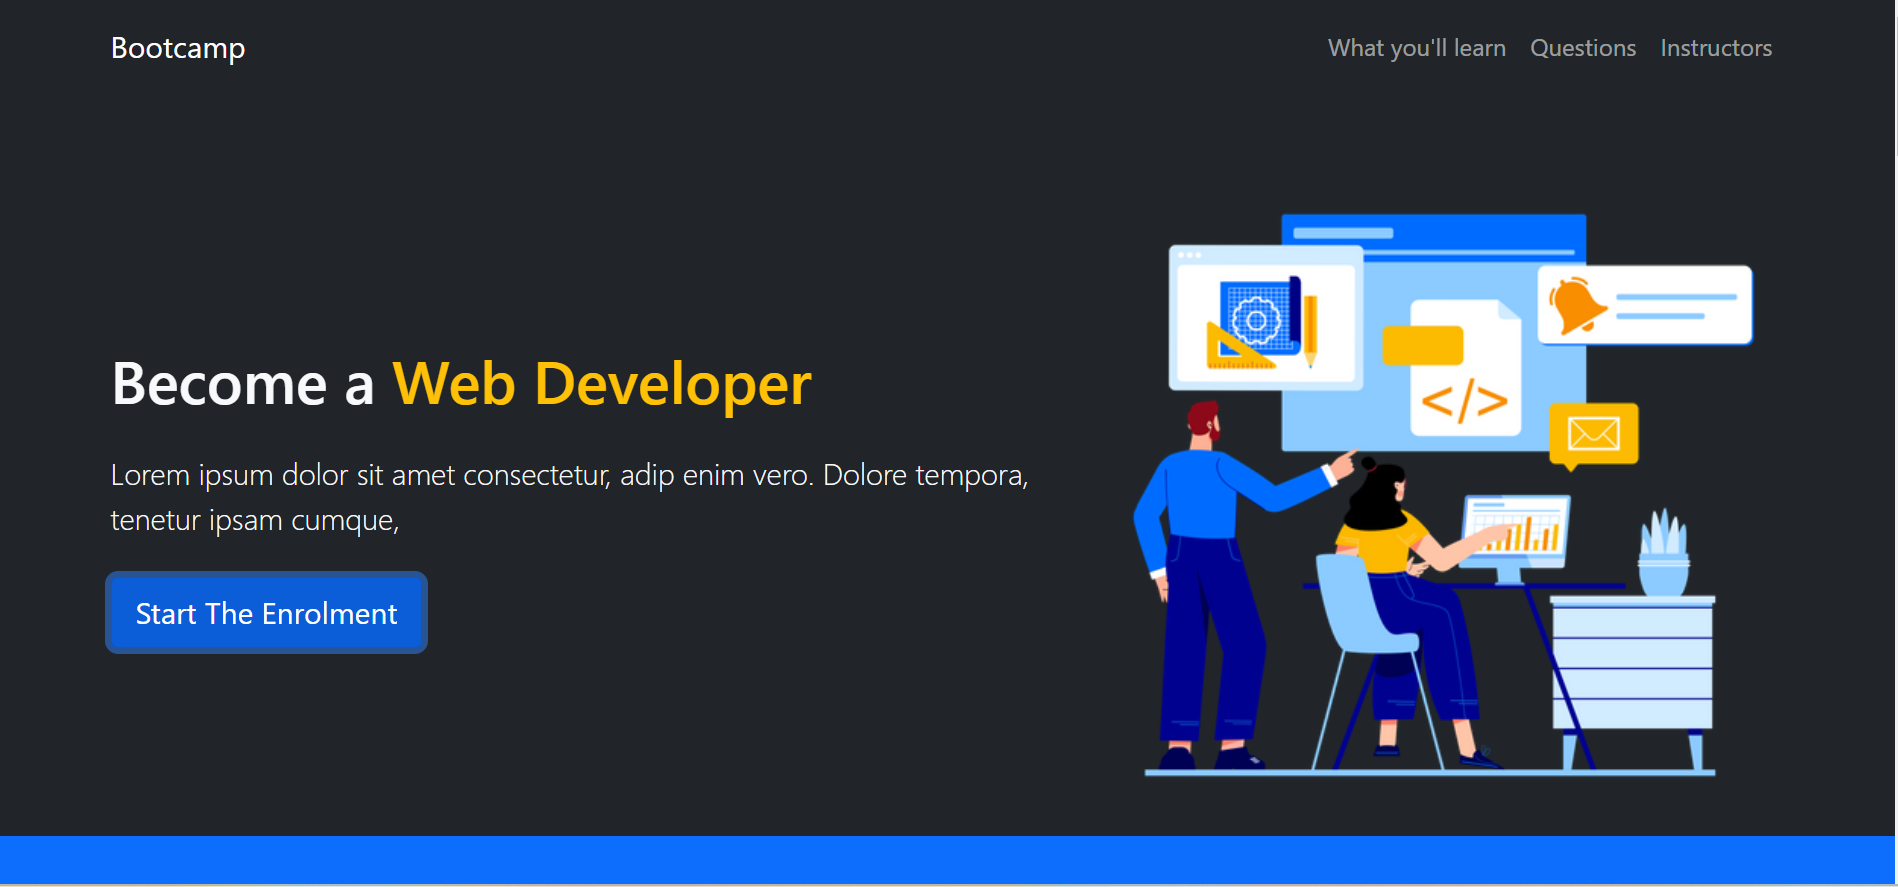 Bootcamp
What you'll learn Questions Instructors
Become a Web Developer
Lorem ipsum dolor sit amet consectetur, adip enim vero. Dolore tempora,
tenetur ipsam cumque,
Start The Enrolment
</>